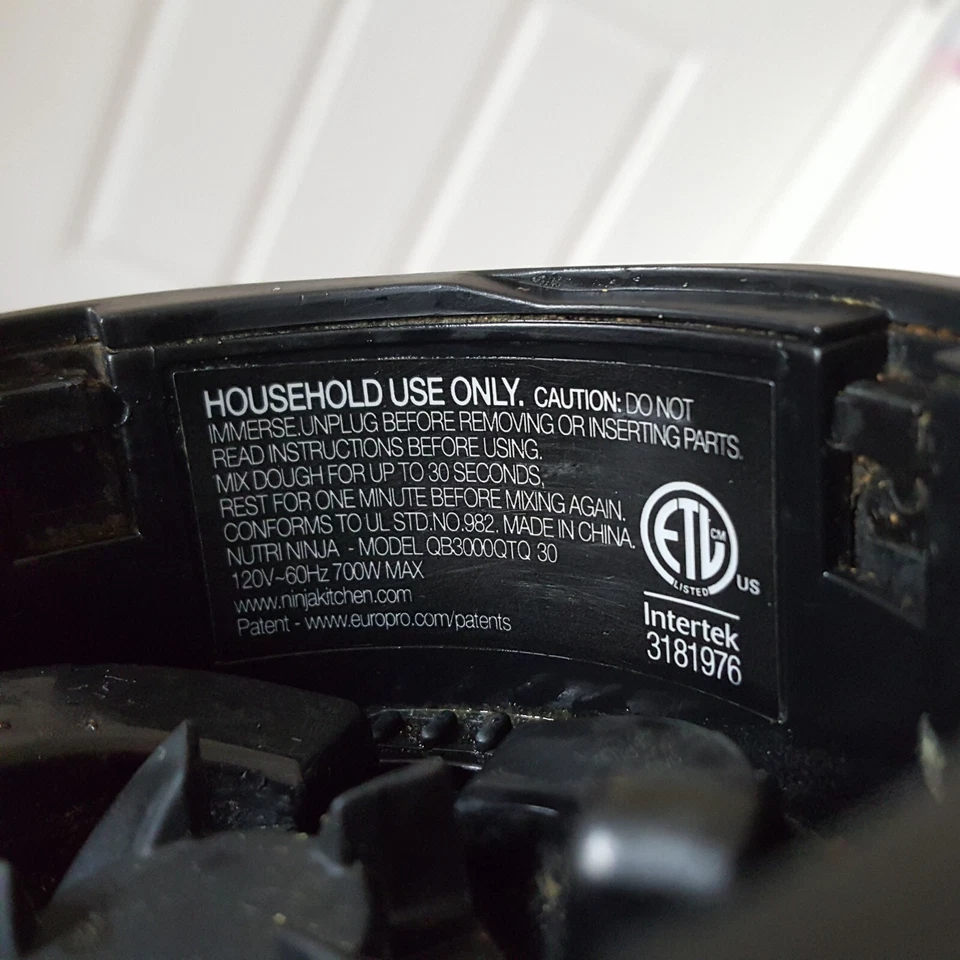 HOUSEHOLD USE ONLY. CAUTION: DO NOT
IMMERSE.UNPLUG BEFORE REMOVING OR INSERTING PARTS.
READ INSTRUCTIONS BEFORE USING.
MIX DOUGH FOR UP TO 30 SECONDS,
REST FOR ONE MINUTE BEFORE MIXING AGAIN.
CONFORMS TO UL STD.NO.982. MADE IN CHINA.
NUTRI NINJA - MODEL QB3000QTQ 30
120V~60Hz 700W MAX
www.ninjakitchen.com
Patent - www.europro.com/patents
ETL CM
LISTED US
Intertek
3181976